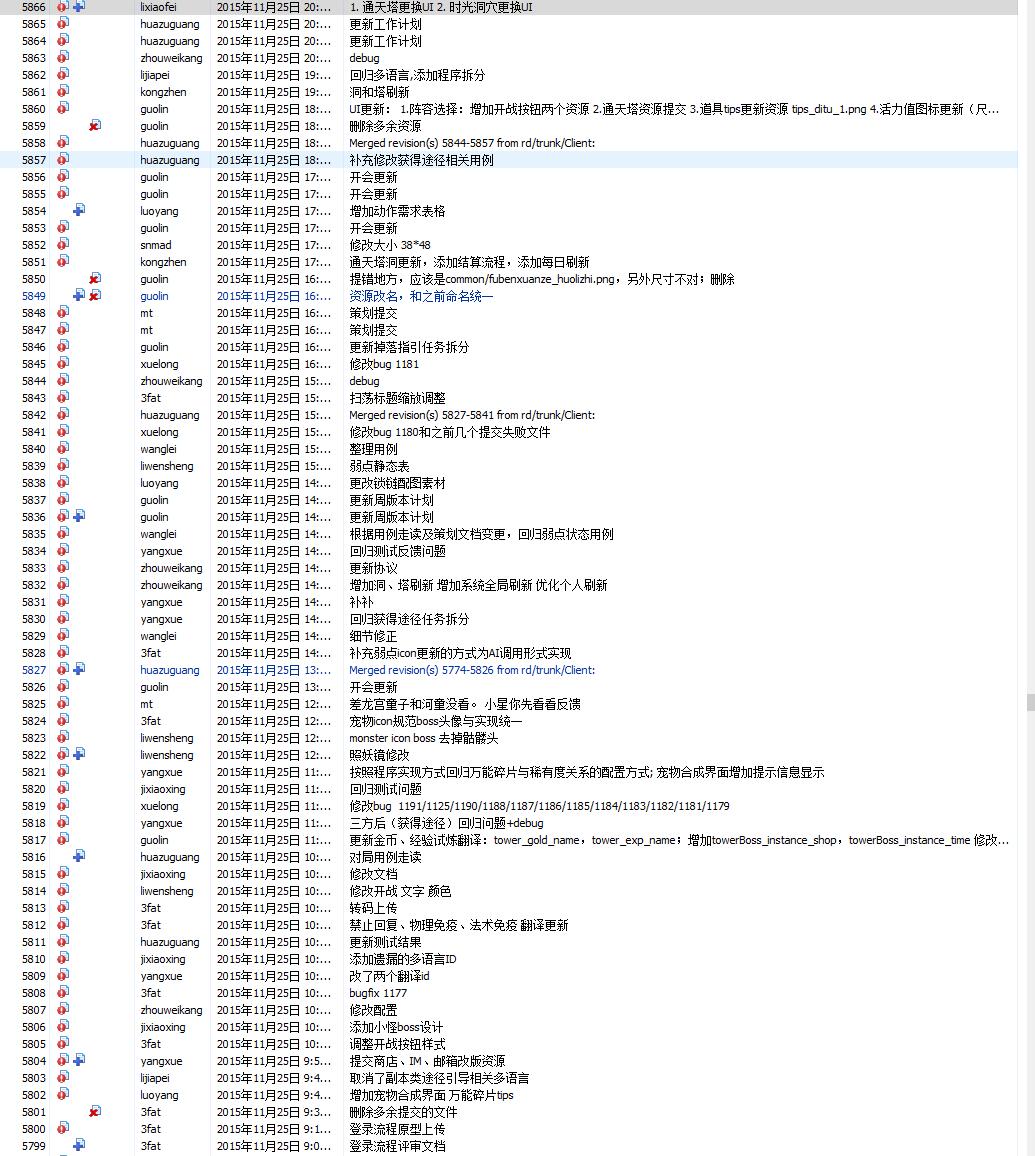 5866 lixiaofei 2015年11月25日 20:... 1. 通天塔更换UI 2. 时光洞穴更换UI
5865 huazuguang 2015年11月25日 20:... 更新工作计划
5864 huazuguang 2015年11月25日 20:... 更新工作计划
5863 zhouweikang 2015年11月25日 20:... debug
5862 lijiapei 2015年11月25日 19:... 回归多语言,添加程序拆分
5861 kongzhen 2015年11月25日 19:... 洞和塔刷新
5860 guolin 2015年11月25日 18:... UI更新： 1.阵容选择：增加开战按钮两个资源 2.通天塔资源提交 3.道具tips更新资源 tips_ditu_1.png 4.活力值图标更新（尺...
5859 guolin 2015年11月25日 18:... 删除多余资源
5858 huazuguang 2015年11月25日 18:... Merged revision(s) 5844-5857 from rd/trunk/Client:
5857 huazuguang 2015年11月25日 18:... 补充修改获得途径相关用例
5856 guolin 2015年11月25日 17:... 开会更新
5855 guolin 2015年11月25日 17:... 开会更新
5854 luoyang 2015年11月25日 17:... 增加动作需求表格
5853 guolin 2015年11月25日 17:... 开会更新
5852 snmad 2015年11月25日 17:... 修改大小 38*48
5851 kongzhen 2015年11月25日 17:... 通天塔洞更新，添加结算流程，添加每日刷新
5850 guolin 2015年11月25日 16:... 提错地方，应该是common/fubenxuanze_huolizhi.png，另外尺寸不对；删除
5849 guolin 2015年11月25日 16:... 资源改名，和之前命名统一
5848 mt 2015年11月25日 16:... 策划提交
5847 mt 2015年11月25日 16:... 策划提交
5846 guolin 2015年11月25日 16:... 更新掉落指引任务拆分
5845 xuelong 2015年11月25日 16:... 修改bug 1181
5844 zhouweikang 2015年11月25日 15:... debug
5843 3fat 2015年11月25日 15:... 扫荡标题缩放调整
5842 huazuguang 2015年11月25日 15:... Merged revision(s) 5827-5841 from rd/trunk/Client:
5841 xuelong 2015年11月25日 15:... 修改bug 1180和之前几个提交失败文件
5840 wanglei 2015年11月25日 15:... 整理用例
5839 liwensheng 2015年11月25日 15:... 弱点静态表
5838 luoyang 2015年11月25日 14:... 更改锁链配图素材
5837 guolin 2015年11月25日 14:... 更新周版本计划
5836 guolin 2015年11月25日 14:... 更新周版本计划
5835 wanglei 2015年11月25日 14:... 根据用例走读及策划文档变更，回归弱点状态用例
5834 yangxue 2015年11月25日 14:... 回归测试反馈问题
5833 zhouweikang 2015年11月25日 14:... 更新协议
5832 zhouweikang 2015年11月25日 14:... 增加洞、塔刷新 增加系统全局刷新 优化个人刷新
5831 yangxue 2015年11月25日 14:... 补补
5830 yangxue 2015年11月25日 14:... 回归获得途径任务拆分
5829 wanglei 2015年11月25日 14:... 细节修正
5828 3fat 2015年11月25日 14:... 补充弱点icon更新的方式为AI调用形式实现
5827 huazuguang 2015年11月25日 13:... Merged revision(s) 5774-5826 from rd/trunk/Client:
5826 guolin 2015年11月25日 13:... 开会更新
5825 mt 2015年11月25日 12:... 差龙宫童子和河童没看。 小星你先看看反馈
5824 3fat 2015年11月25日 12:... 宠物icon规范boss头像与实现统一
5823 liwensheng 2015年11月25日 12:... monster icon boss 去掉骷髅头
5822 liwensheng 2015年11月25日 12:... 照妖镜修改
5821 yangxue 2015年11月25日 11:... 按照程序实现方式回归万能碎片与稀有度关系的配置方式; 宠物合成界面增加提示信息显示
5820 jixiaoxing 2015年11月25日 11:... 回归测试问题
5819 xuelong 2015年11月25日 11:... 修改bug 1191/1125/1190/1188/1187/1186/1185/1184/1183/1182/1181/1179
5818 yangxue 2015年11月25日 11:... 三方后（获得途径）回归问题+debug
5817 guolin 2015年11月25日 11:... 更新金币、经验试炼翻译：tower_gold_name，tower_exp_name；增加towerBoss_instance_shop，towerBoss_instance_time 修改...
5816 huazuguang 2015年11月25日 10:... 对局用例走读
5815 jixiaoxing 2015年11月25日 10:... 修改文档
5814 liwensheng 2015年11月25日 10:... 修改开战 文字 颜色
5813 3fat 2015年11月25日 10:... 转码上传
5812 3fat 2015年11月25日 10:... 禁止回复、物理免疫、法术免疫 翻译更新
5811 huazuguang 2015年11月25日 10:... 更新测试结果
5810 jixiaoxing 2015年11月25日 10:... 添加遗漏的多语言ID
5809 yangxue 2015年11月25日 10:... 改了两个翻译id
5808 3fat 2015年11月25日 10:... bugfix 1177
5807 zhouweikang 2015年11月25日 10:... 修改配置
5806 jixiaoxing 2015年11月25日 10:... 添加小怪boss设计
5805 3fat 2015年11月25日 10:... 调整开战按钮样式
5804 yangxue 2015年11月25日 9:5... 提交商店、IM、邮箱改版资源
5803 lijiapei 2015年11月25日 9:4... 取消了副本类途径引导相关多语言
5802 luoyang 2015年11月25日 9:4... 增加宠物合成界面 万能碎片tips
5801 3fat 2015年11月25日 9:3... 删除多余提交的文件
5800 3fat 2015年11月25日 9:1... 登录流程原型上传
5799 3fat 2015年11月25日 9:0... 登录流程评审文档